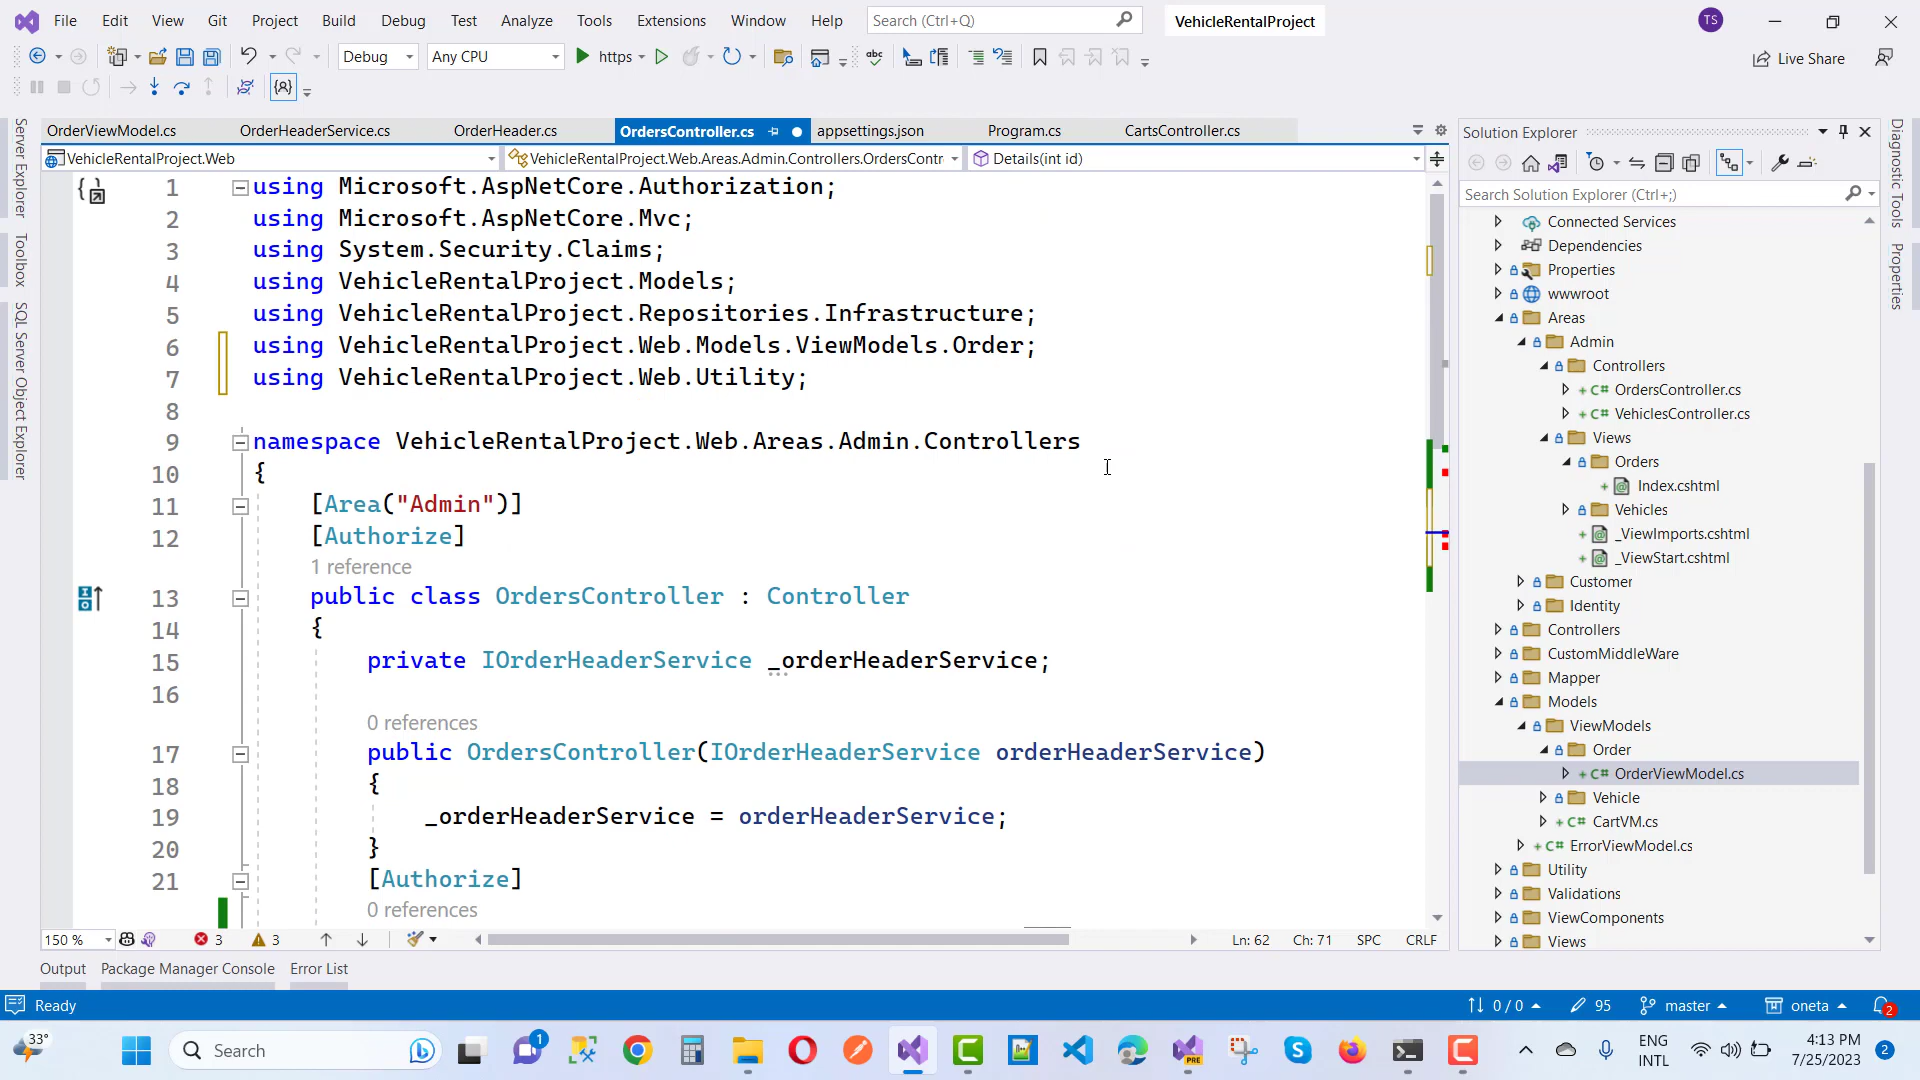 File Edit View Git Project Build Debug Test Analyze Tools Extensions Window Help Search (Ctrl+Q) VehicleRentalProject TS
Debug Any CPU https Live Share
OrderViewModel.cs OrderHeaderService.cs OrderHeader.cs OrdersController.cs appsettings.json Program.cs CartsController.cs
VehicleRentalProject.Web VehicleRentalProject.Web.Areas.Admin.Controllers.OrdersContr Details(int id)
1 using Microsoft.AspNetCore.Authorization;
2 using Microsoft.AspNetCore.Mvc;
3 using System.Security.Claims;
4 using VehicleRentalProject.Models;
5 using VehicleRentalProject.Repositories.Infrastructure;
6 using VehicleRentalProject.Web.Models.ViewModels.Order;
7 using VehicleRentalProject.Web.Utility;
8
9 namespace VehicleRentalProject.Web.Areas.Admin.Controllers
10 {
11 [Area("Admin")]
12 [Authorize]
1 reference
13 public class OrdersController : Controller
14 {
15 private IOrderHeaderService _orderHeaderService;
16
0 references
17 public OrdersController(IOrderHeaderService orderHeaderService)
18 {
19 _orderHeaderService = orderHeaderService;
20 }
21 [Authorize]
0 references
150 % 3 3 Ln: 62 Ch: 71 SPC CRLF
Output Package Manager Console Error List
Server Explorer
Toolbox
SQL Server Object Explorer
Solution Explorer
Search Solution Explorer (Ctrl+;)
Connected Services
Dependencies
Properties
wwwroot
Areas
Admin
Controllers
OrdersController.cs
VehiclesController.cs
Views
Orders
Index.cshtml
Vehicles
_ViewImports.cshtml
_ViewStart.cshtml
Customer
Identity
Controllers
CustomMiddleWare
Mapper
Models
ViewModels
Order
OrderViewModel.cs
Vehicle
CartVM.cs
ErrorViewModel.cs
Utility
Validations
ViewComponents
Views
Diagnostic Tools
Properties
Ready 0 / 0 95 master oneta 2
33° Search 1 PRE ENG INTL 4:13 PM 7/25/2023 2